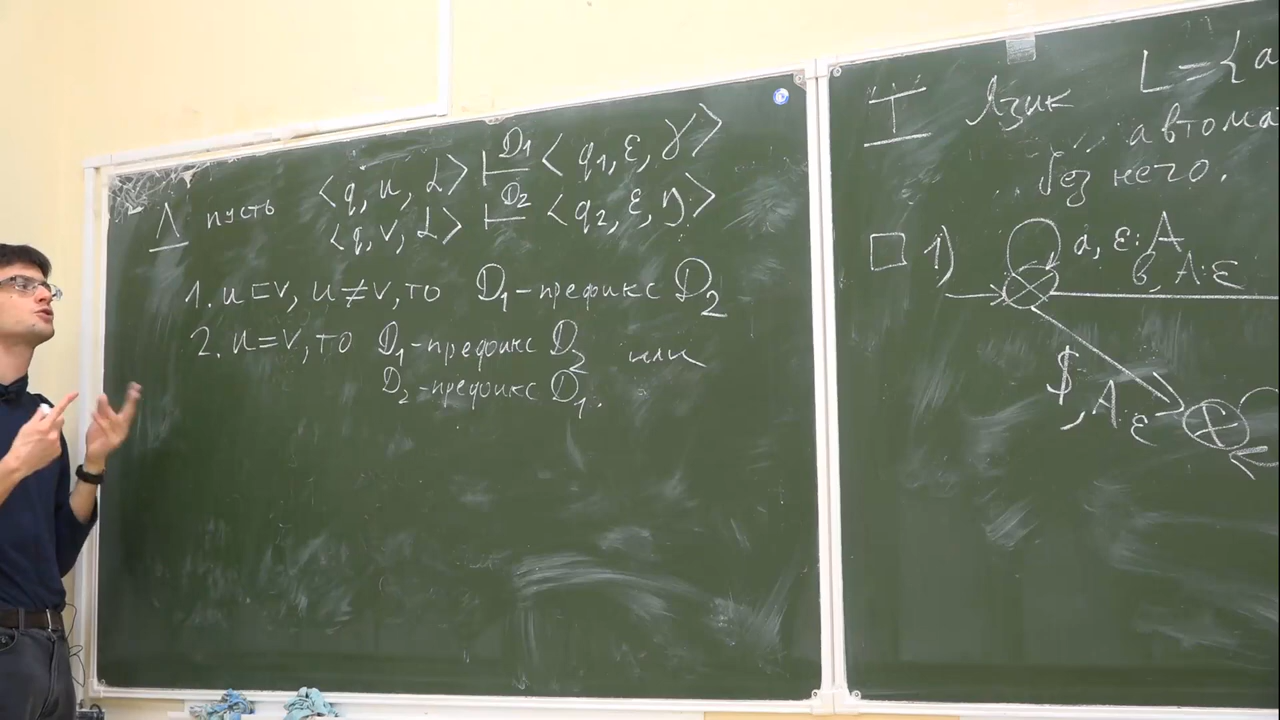 Λ пусть <q, u, α> ⊢ D₁ <q₁, ε, γ>
<q, v, α> ⊢ D₂ <q₂, ε, η>
1. u ⊏ v, u ≠ v, то D₁ - префикс D₂
2. u = v, то D₁ - префикс D₂ или
D₂ - префикс D₁.
T Язык L = {a
автома
без него.
□ 1) a, ε:A
b, A:ε
$, A:ε